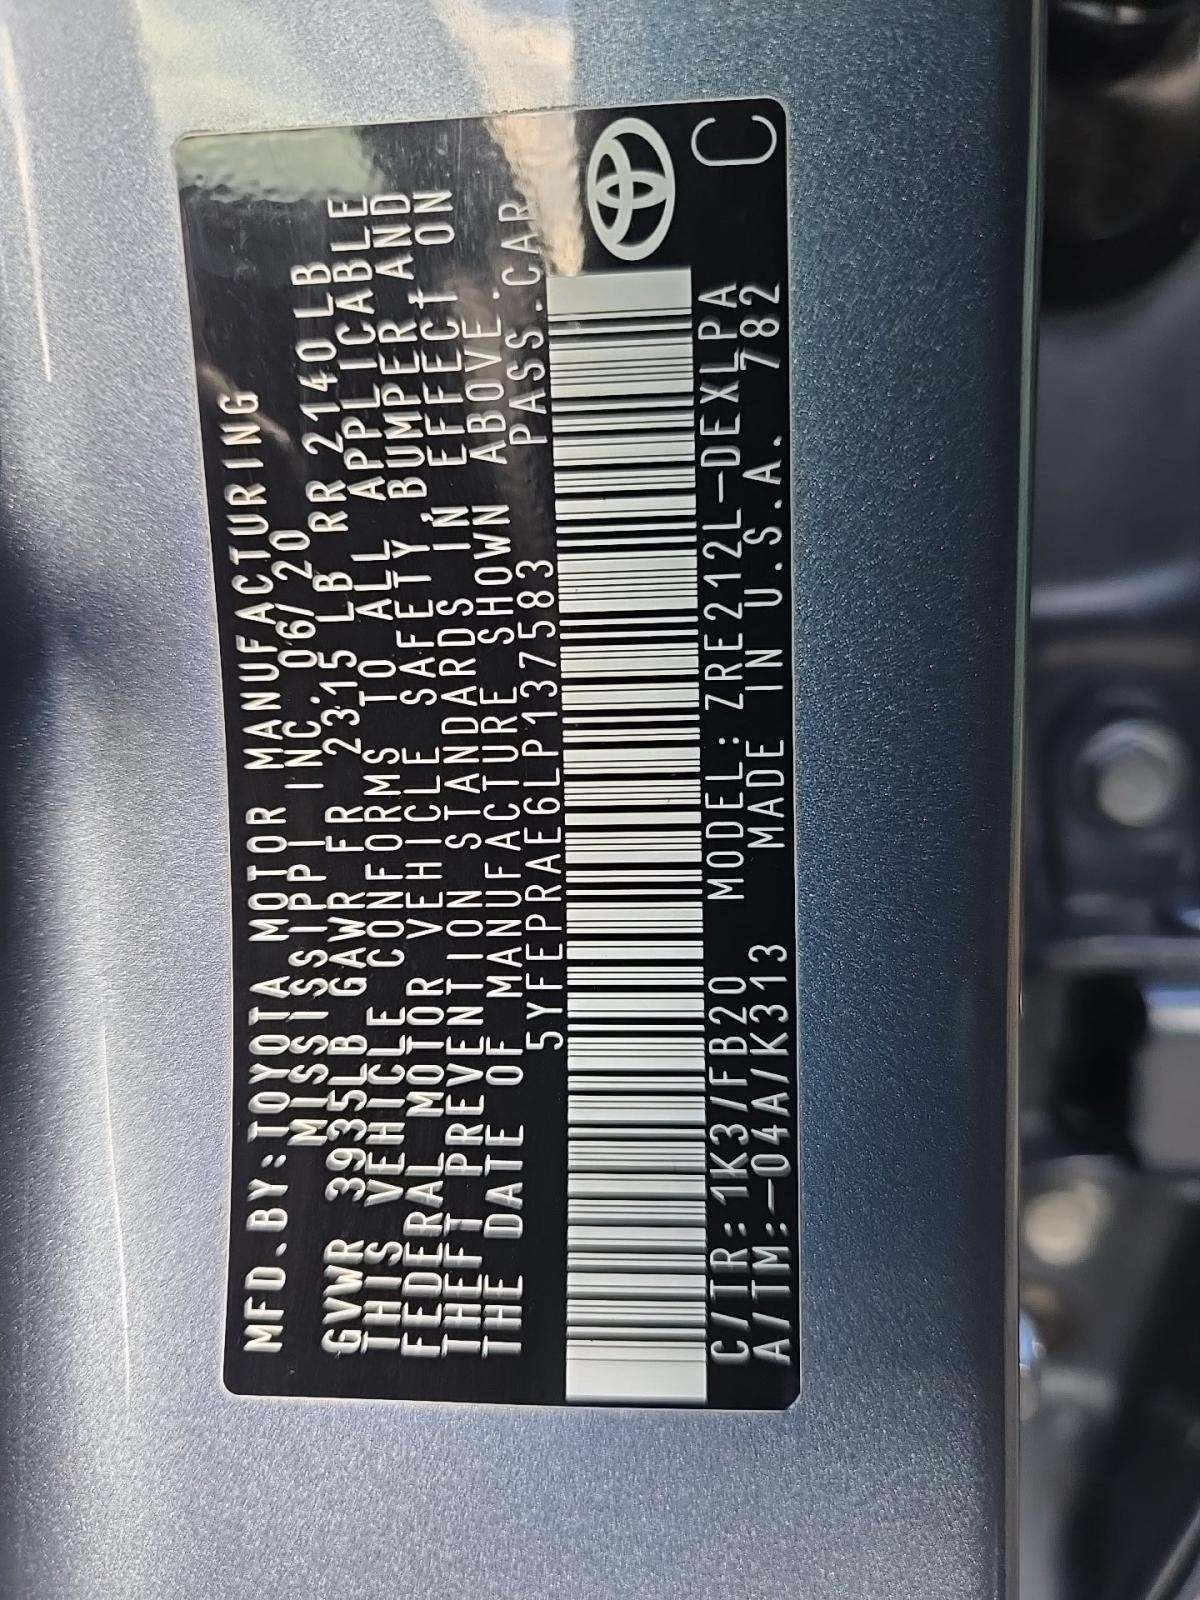 MFD.BY:TOYOTA MOTOR MANUFACTURING
MISSISSIPPI INC. 06/20
GVWR 3935LB GAWR FR 2315 LB RR 2140LB
THIS VEHICLE CONFORMS TO ALL APPLICABLE
FEDERAL MOTOR VEHICLE SAFETY, BUMPER AND
THEFT PREVENTION STANDARDS IN EFFECT ON
THE DATE OF MANUFACTURE SHOWN ABOVE.
5YFEPRAE6LP137583 PASS.CAR
C/TR:1K3/FB20 MODEL:ZRE212L-DEXLPA
A/TM:-04A/K313 MADE IN U.S.A. 782
C